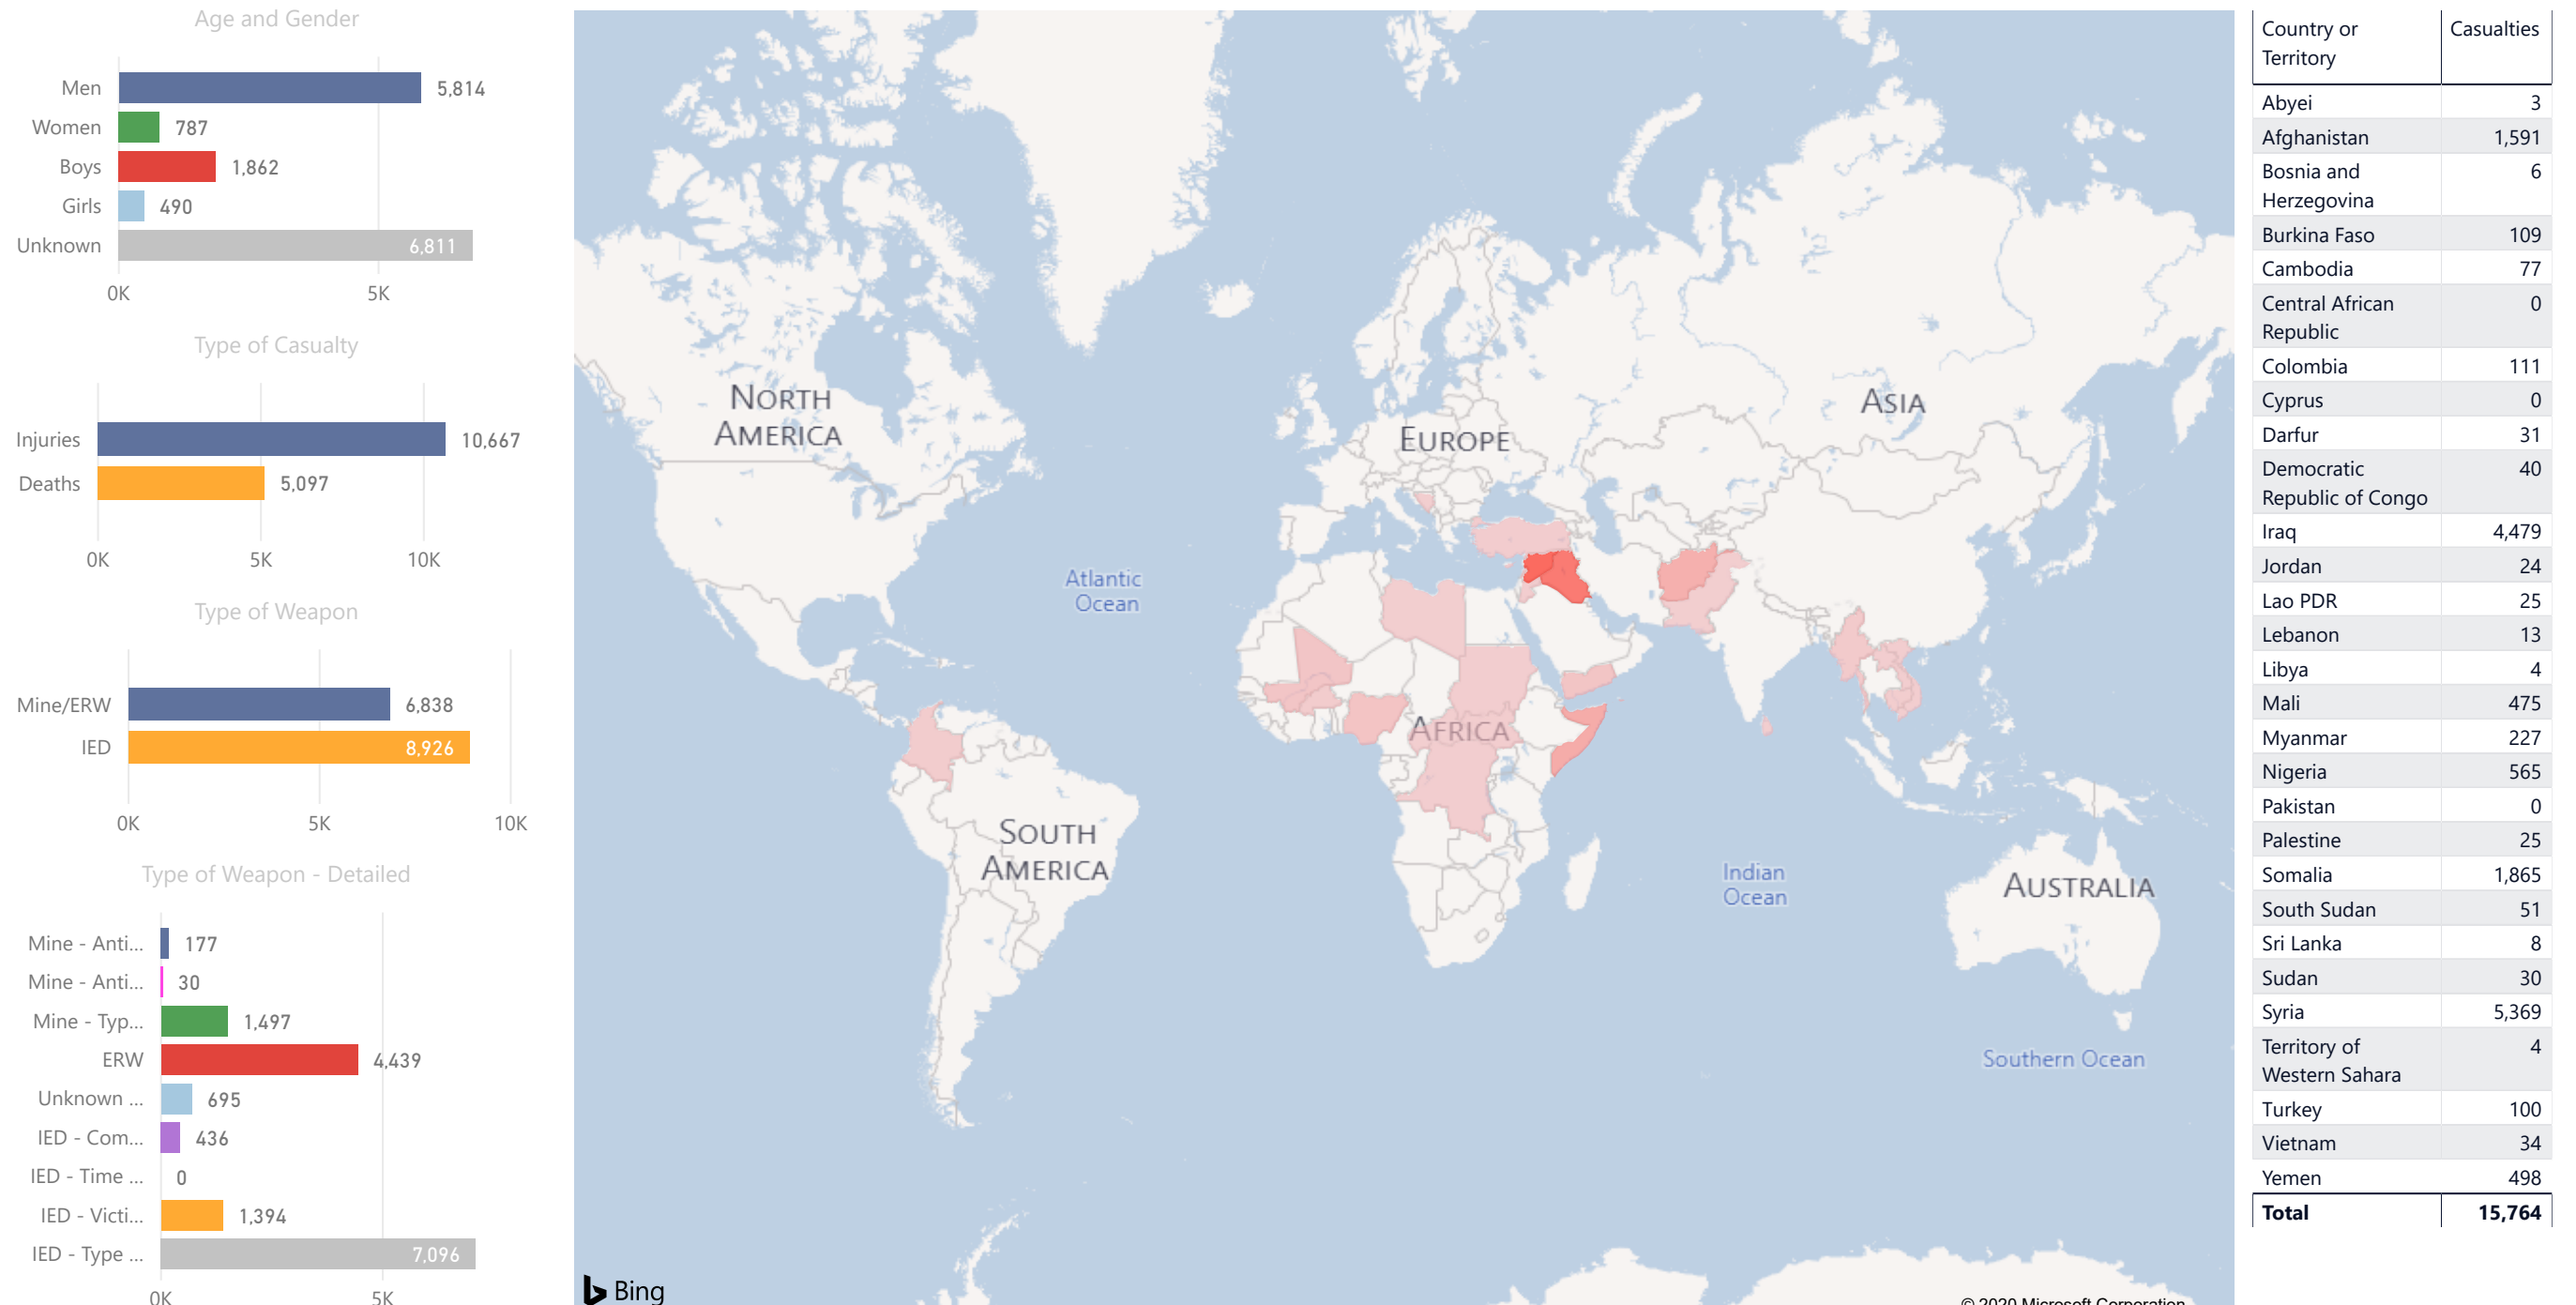 Age and Gender
Men 5,814
Women 787
Boys 1,862
Girls 490
Unknown 6,811
0K 5K
Type of Casualty
Injuries 10,667
Deaths 5,097
0K 5K 10K
Type of Weapon
Mine/ERW 6,838
IED 8,926
0K 5K 10K
Type of Weapon - Detailed
Mine - Anti... 177
Mine - Anti... 30
Mine - Typ... 1,497
ERW 4,439
Unknown ... 695
IED - Com... 436
IED - Time ... 0
IED - Victi... 1,394
IED - Type ... 7,096
0K 5K
NORTH
AMERICA
EUROPE
ASIA
Atlantic
Ocean
AFRICA
SOUTH
AMERICA
Indian
Ocean
AUSTRALIA
Southern Ocean
Bing
© 2020 Microsoft Corporation
Country or Casualties
Territory
Abyei 3
Afghanistan 1,591
Bosnia and 6
Herzegovina
Burkina Faso 109
Cambodia 77
Central African 0
Republic
Colombia 111
Cyprus 0
Darfur 31
Democratic 40
Republic of Congo
Iraq 4,479
Jordan 24
Lao PDR 25
Lebanon 13
Libya 4
Mali 475
Myanmar 227
Nigeria 565
Pakistan 0
Palestine 25
Somalia 1,865
South Sudan 51
Sri Lanka 8
Sudan 30
Syria 5,369
Territory of 4
Western Sahara
Turkey 100
Vietnam 34
Yemen 498
Total 15,764